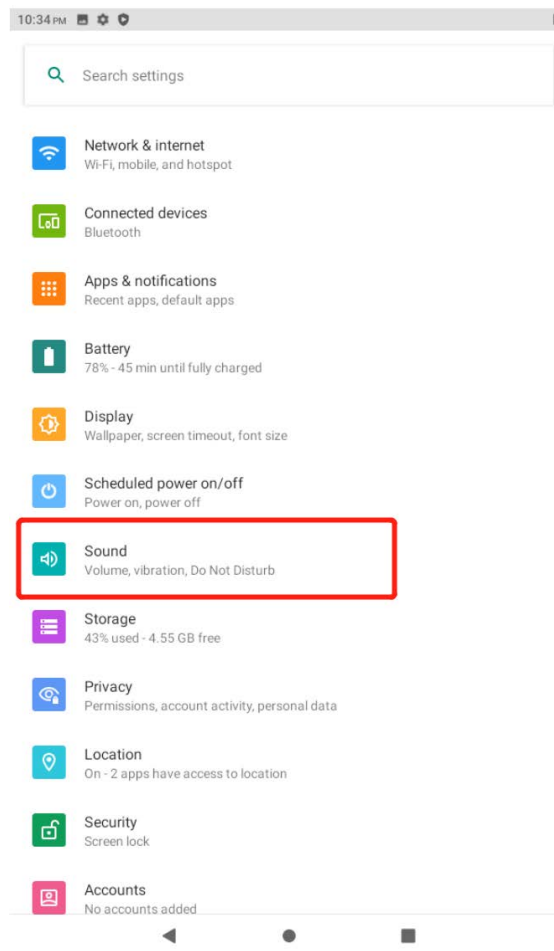 10:34 PM
Search settings
Network & internet
Wi-Fi, mobile, and hotspot
Connected devices
Bluetooth
Apps & notifications
Recent apps, default apps
Battery
78% - 45 min until fully charged
Display
Wallpaper, screen timeout, font size
Scheduled power on/off
Power on, power off
Sound
Volume, vibration, Do Not Disturb
Storage
43% used - 4.55 GB free
Privacy
Permissions, account activity, personal data
Location
On - 2 apps have access to location
Security
Screen lock
Accounts
No accounts added